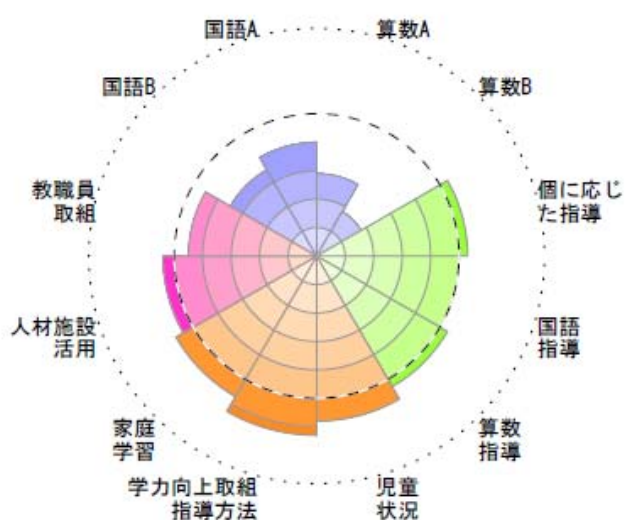 国語A
算数A
国語B
算数B
教職員
取組
個に応じ
た指導
人材施設
活用
国語
指導
家庭
学習
算数
指導
学力向上取組
指導方法
児童
状況